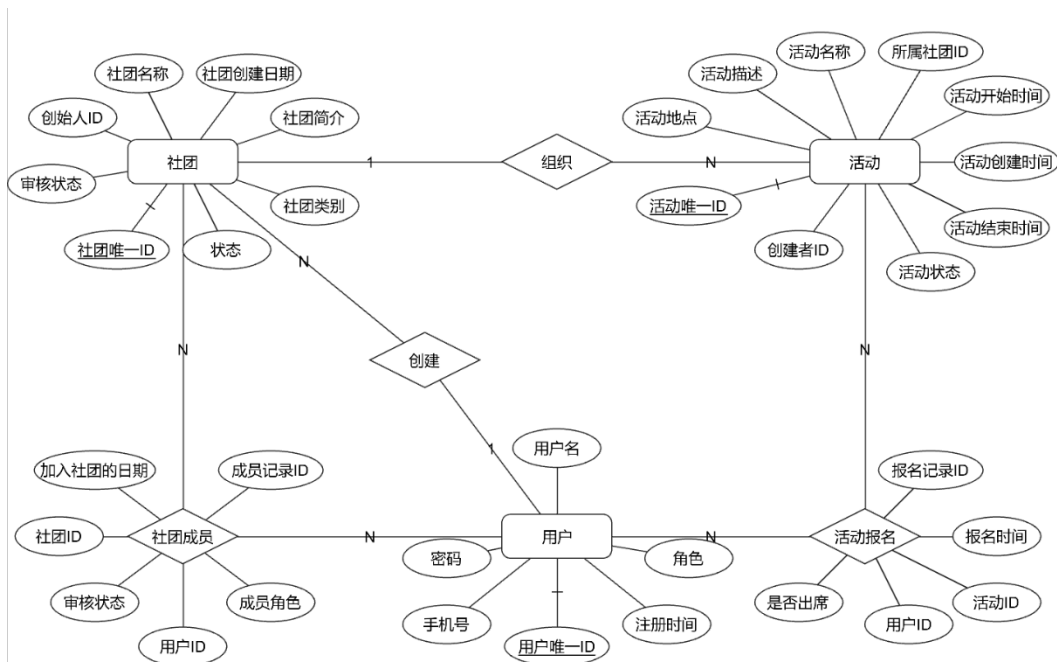 社团名称
社团创建日期
创始人ID
社团简介
社团
审核状态
社团类别
社团唯一ID
状态
1
组织
N
活动名称
所属社团ID
活动描述
活动开始时间
活动地点
活动
活动创建时间
活动唯一ID
活动结束时间
创建者ID
活动状态
N
N
创建
N
1
加入社团的日期
成员记录ID
用户名
报名记录ID
社团ID
社团成员
N
用户
N
活动报名
报名时间
密码
角色
审核状态
成员角色
是否出席
活动ID
用户ID
手机号
用户唯一ID
注册时间
用户ID